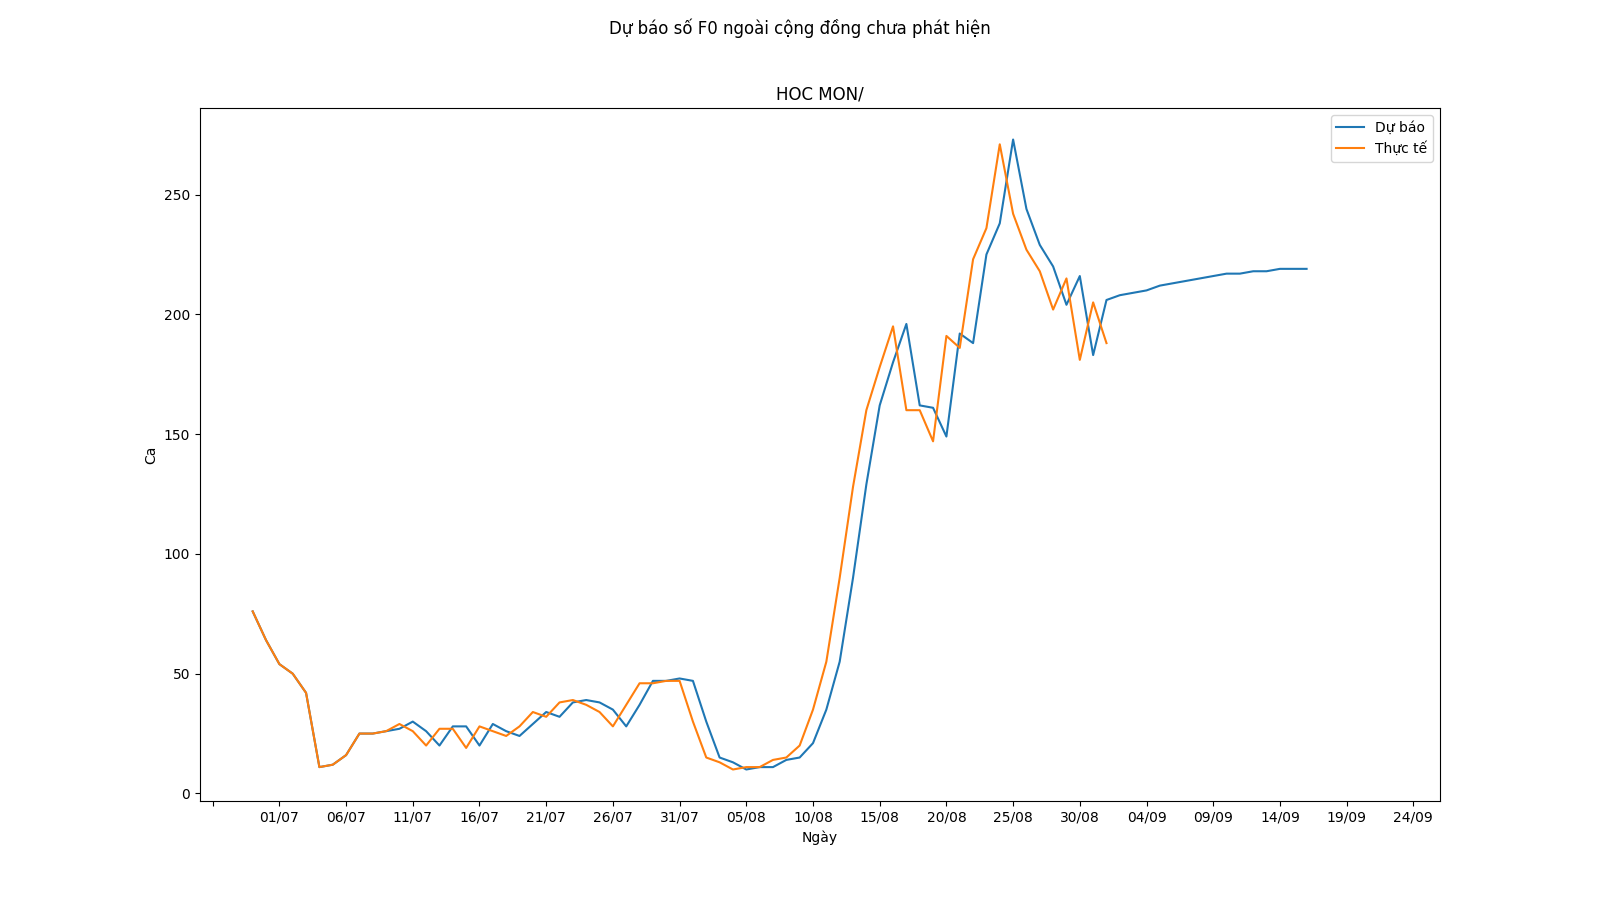 Dự báo số F0 ngoài cộng đồng chưa phát hiện
HOC MON/
Dự báo
Thực tế
250
200
150
100
50
0
Ca
01/07 06/07 11/07 16/07 21/07 26/07 31/07 05/08 10/08 15/08 20/08 25/08 30/08 04/09 09/09 14/09 19/09 24/09
Ngày